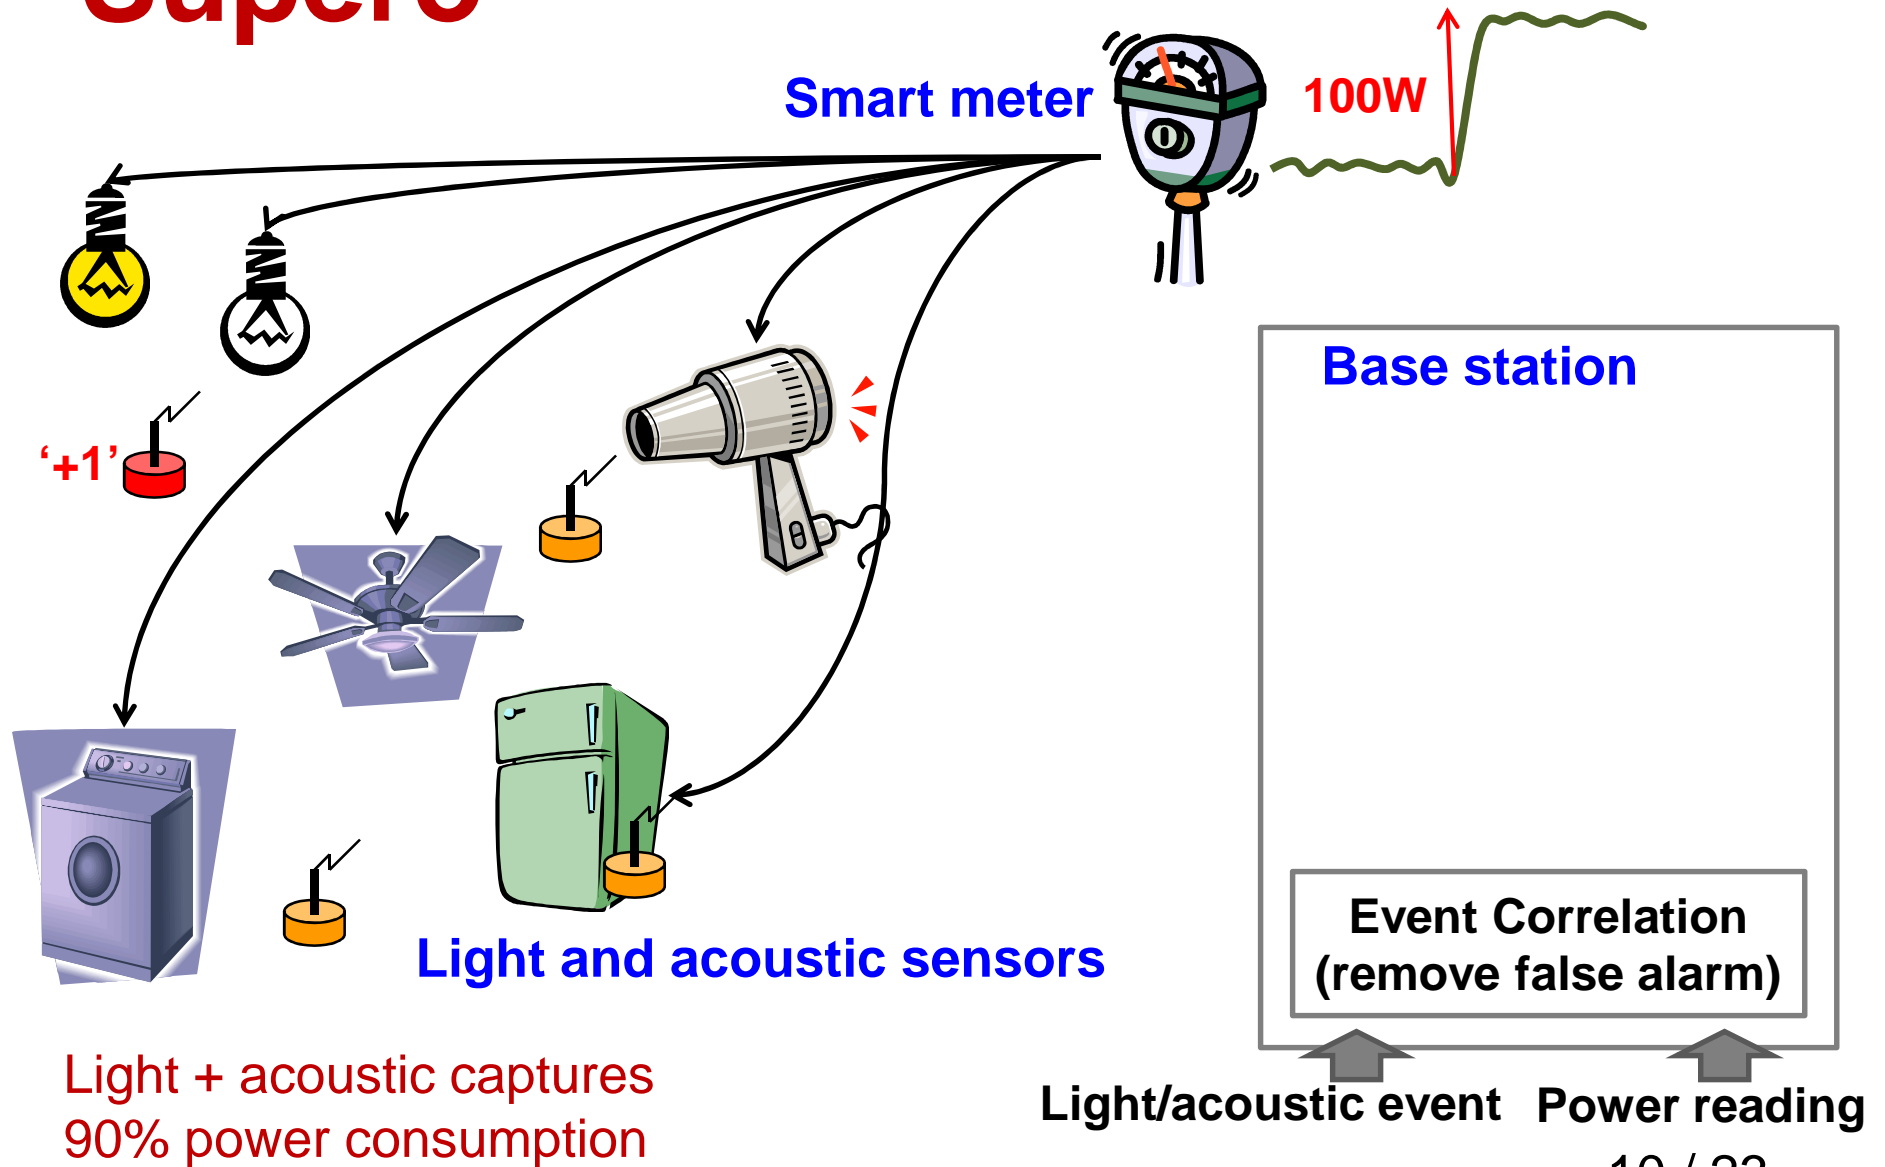 Supero
Smart meter
100W
Base station
‘+1’
Event Correlation
(remove false alarm)
Light and acoustic sensors
Light + acoustic captures
90% power consumption
Light/acoustic event
Power reading